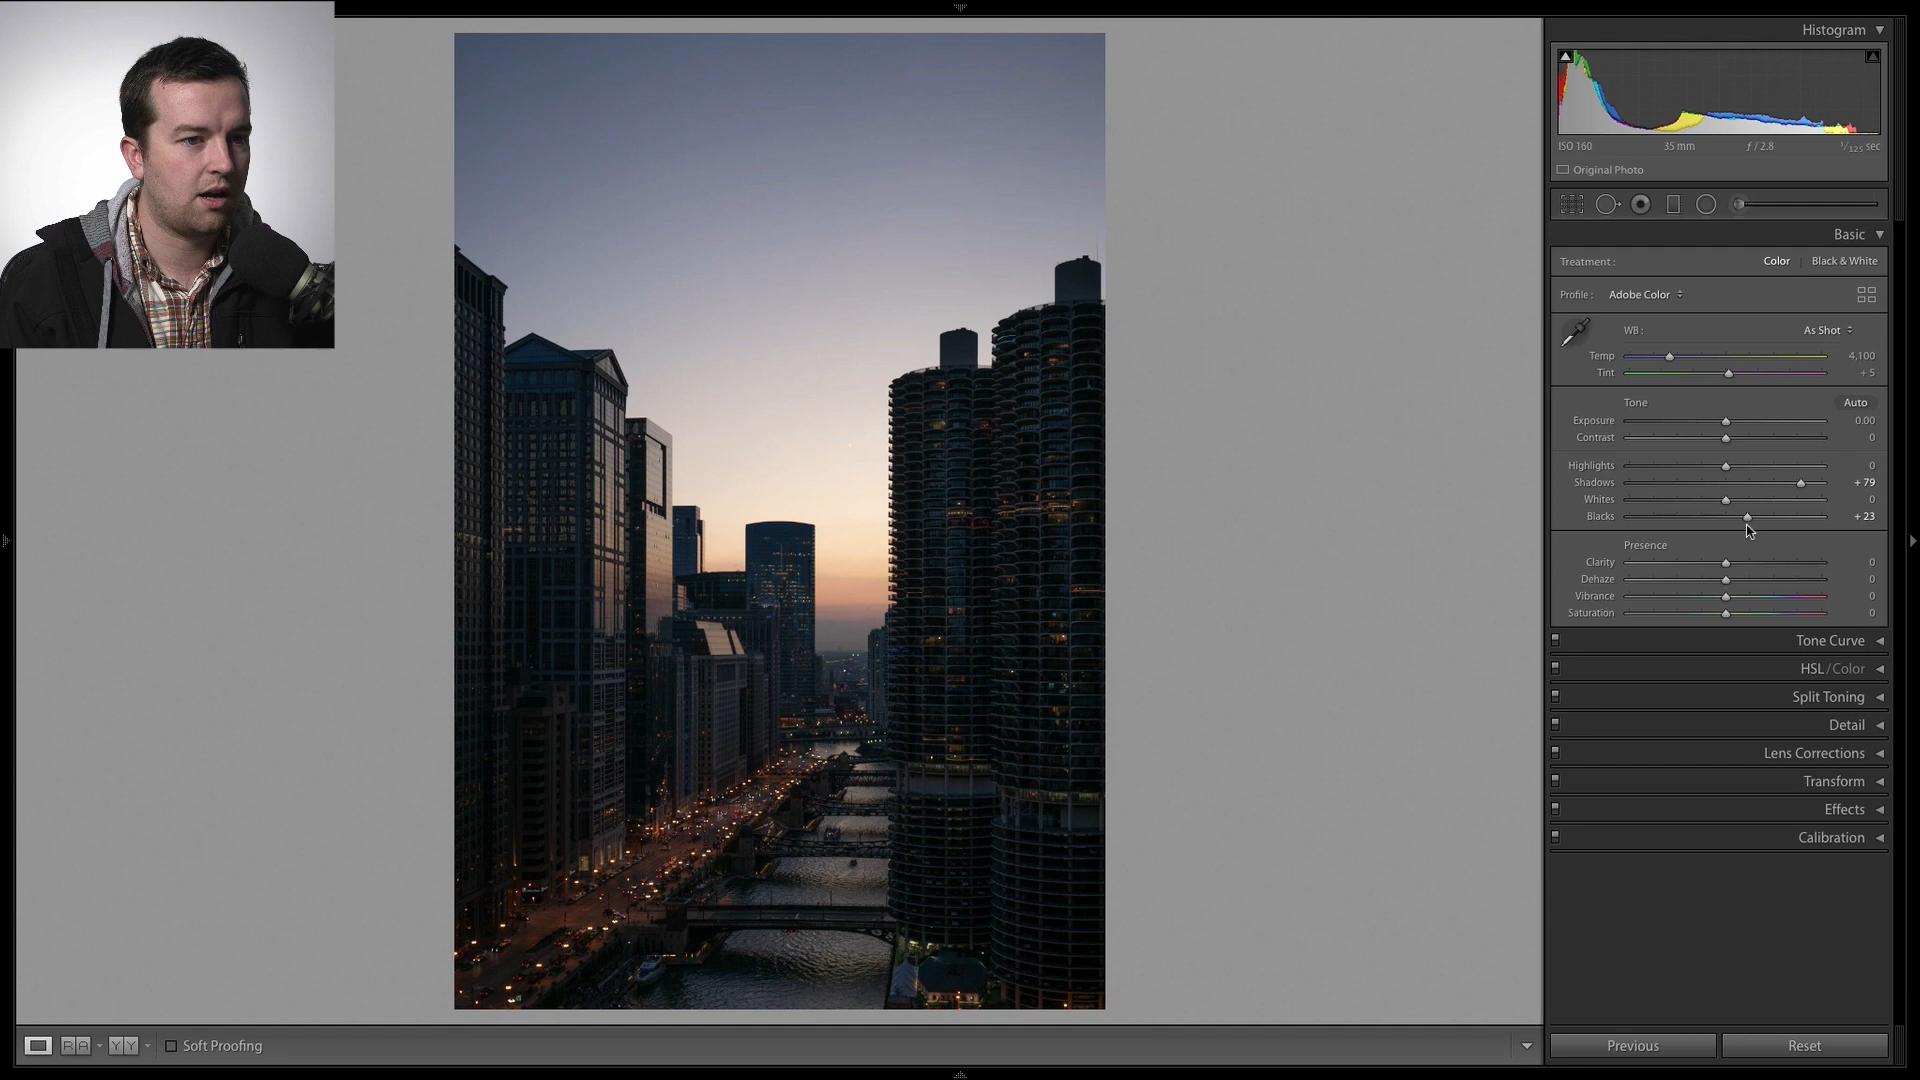 Histogram
ISO 160 35 mm ƒ / 2.8 1/125 sec
Original Photo
Basic
Treatment : Color Black & White
Profile : Adobe Color
WB : As Shot
Temp 4,100
Tint + 5
Tone Auto
Exposure 0.00
Contrast 0
Highlights 0
Shadows + 79
Whites 0
Blacks + 23
Presence
Clarity 0
Dehaze 0
Vibrance 0
Saturation 0
Tone Curve
HSL / Color
Split Toning
Detail
Lens Corrections
Transform
Effects
Calibration
R A Y Y Soft Proofing
Previous Reset